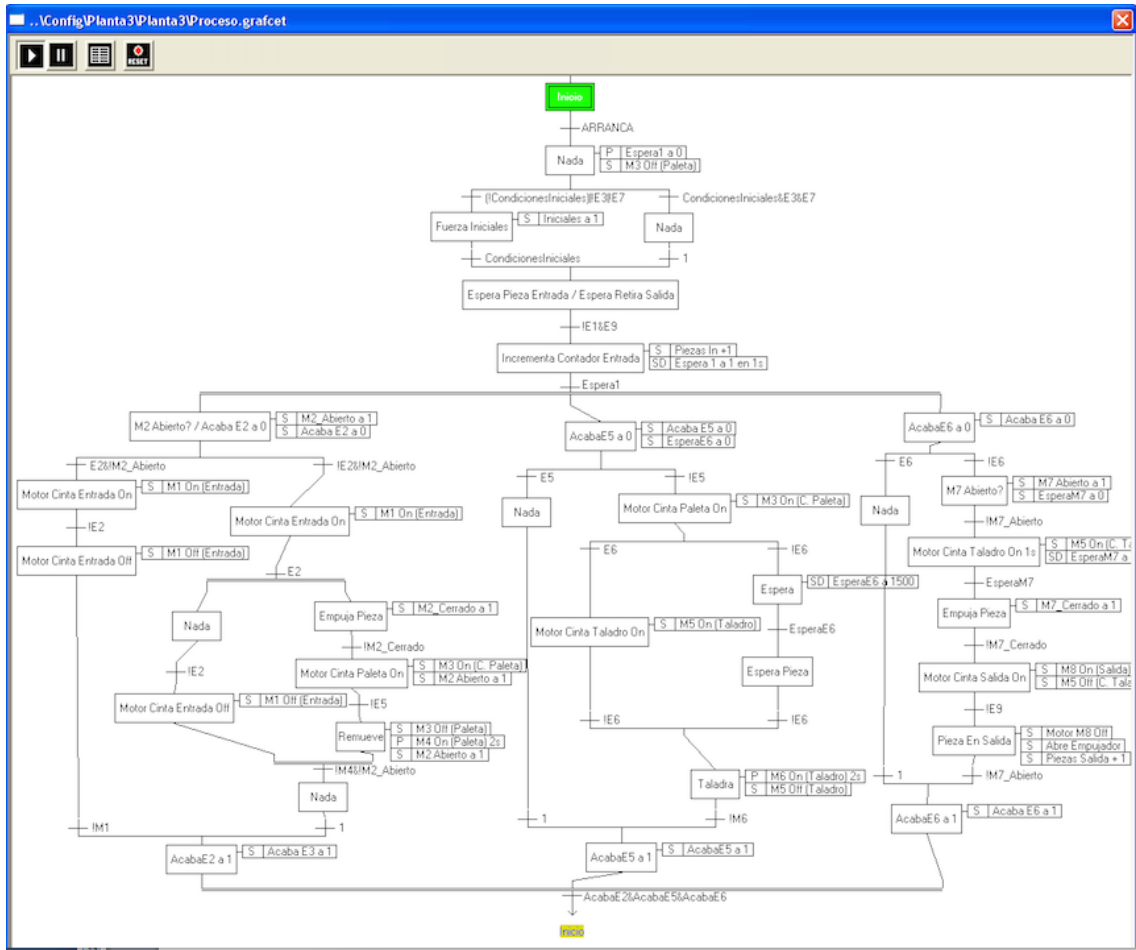 ..\Config\Planta3\Planta3\Proceso.grafcet
RESET
Inicio
ARRANCA
Nada
P Espera1 a 0
S M3 Off (Paleta)
(!CondicionesIniciales)|!E3|!E7
CondicionesIniciales&E3&E7
Fuerza Iniciales
S Iniciales a 1
Nada
CondicionesIniciales
1
Espera Pieza Entrada / Espera Retira Salida
!E1&E9
Incrementa Contador Entrada
S Piezas In +1
SD Espera 1 a 1 en 1s
Espera1
M2 Abierto? / Acaba E2 a 0
S M2_Abierto a 1
S Acaba E2 a 0
E2&!M2_Abierto
!E2&!M2_Abierto
Motor Cinta Entrada On
S M1 On (Entrada)
!E2
Motor Cinta Entrada Off
S M1 Off (Entrada)
Motor Cinta Entrada On
S M1 On (Entrada)
E2
Nada
!E2
Motor Cinta Entrada Off
S M1 Off (Entrada)
Empuja Pieza
S M2_Cerrado a 1
!M2_Cerrado
Motor Cinta Paleta On
S M3 On (C. Paleta)
S M2 Abierto a 1
!E5
Remueve
S M3 Off (Paleta)
P M4 On (Paleta) 2s
S M2 Abierto a 1
!M4&!M2_Abierto
Nada
!M1
1
AcabaE2 a 1
S Acaba E3 a 1
AcabaE5 a 0
S Acaba E5 a 0
S EsperaE6 a 0
E5
!E5
Nada
Motor Cinta Paleta On
S M3 On (C. Paleta)
E6
!E6
Motor Cinta Taladro On
S M5 On (Taladro)
Espera
SD EsperaE6 a 1500
EsperaE6
Espera Pieza
!E6
!E6
Taladra
P M6 On (Taladro) 2s
S M5 Off (Taladro)
1
!M6
AcabaE5 a 1
S AcabaE5 a 1
AcabaE6 a 0
S Acaba E6 a 0
E6
!E6
Nada
M7 Abierto?
S M7 Abierto a 1
S EsperaM7 a 0
!M7_Abierto
Motor Cinta Taladro On 1s
S M5 On (C. Ta
SD EsperaM7 a
EsperaM7
Empuja Pieza
S M7_Cerrado a 1
!M7_Cerrado
Motor Cinta Salida On
S M8 On (Salida)
S M5 Off (C. Tala
!E9
Pieza En Salida
S Motor M8 Off
S Abre Empujador
S Piezas Salida + 1
1
!M7_Abierto
AcabaE6 a 1
S Acaba E6 a 1
AcabaE2&AcabaE5&AcabaE6
Inicio